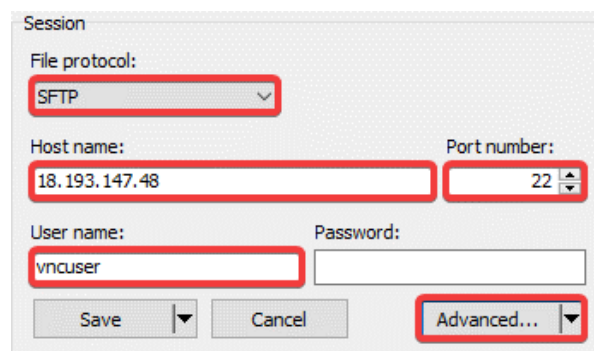 Session
File protocol:
SFTP
Host name: Port number:
18.193.147.48 22
User name: Password:
vncuser
Save Cancel Advanced...